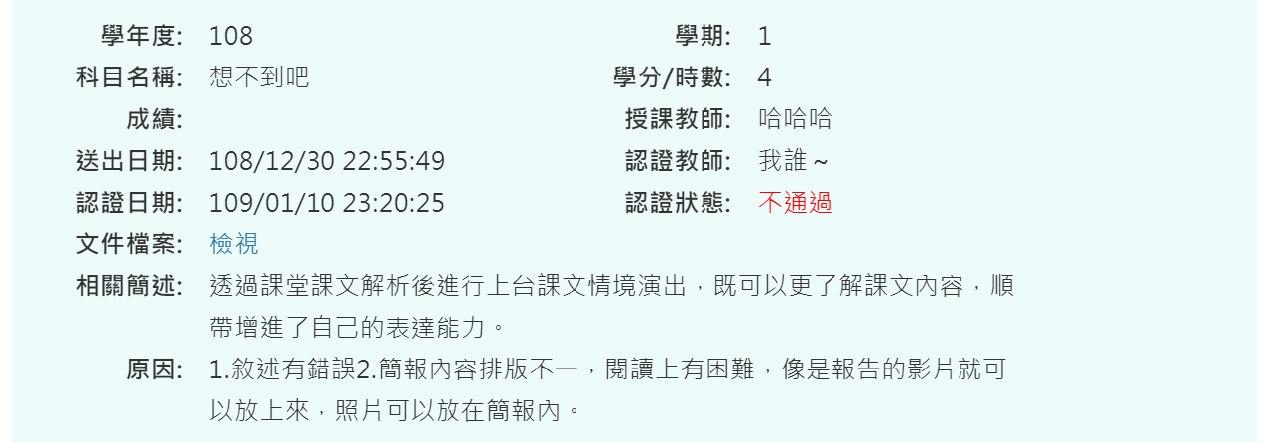 學年度: 108 學期: 1
科目名稱: 想不到吧 學分/時數: 4
成績: 授課教師: 哈哈哈
送出日期: 108/12/30 22:55:49 認證教師: 我誰~
認證日期: 109/01/10 23:20:25 認證狀態: 不通過
文件檔案: 檢視
相關簡述: 透過課堂課文解析後進行上台課文情境演出，既可以更了解課文內容，順
帶增進了自己的表達能力。
原因: 1.敘述有錯誤2.簡報內容排版不一，閱讀上有困難，像是報告的影片就可
以放上來，照片可以放在簡報內。